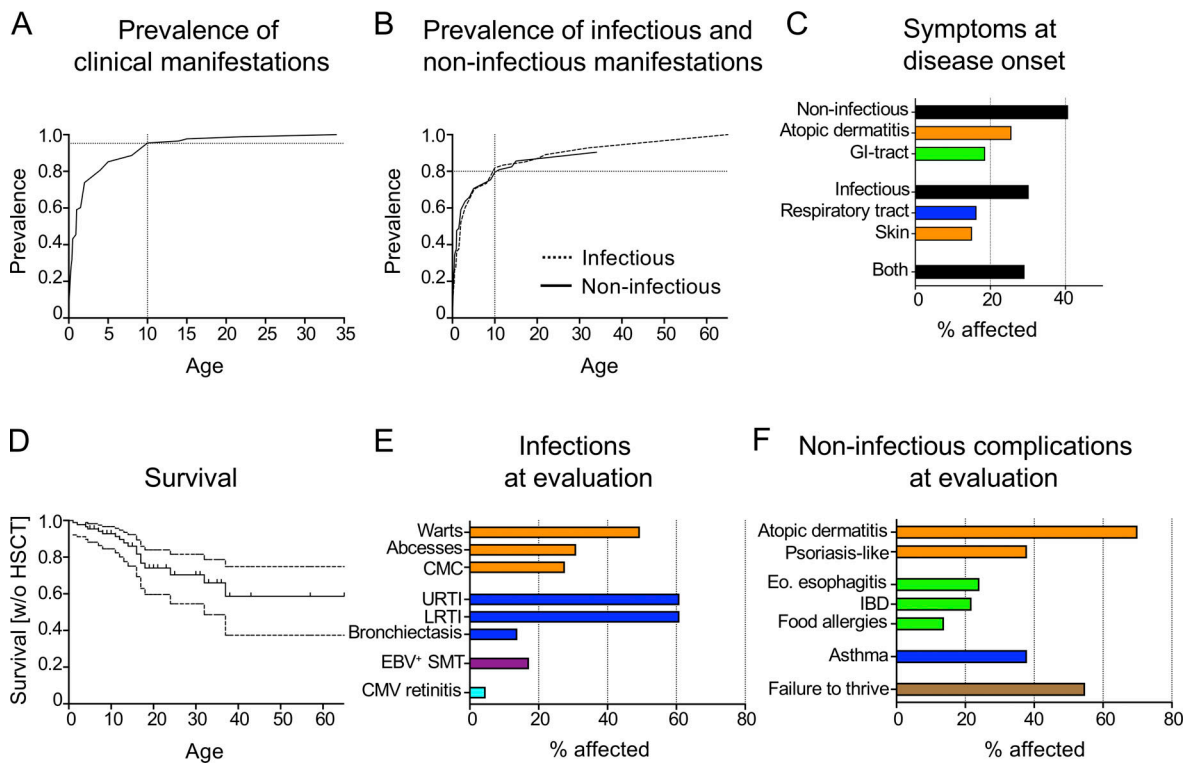 A
Prevalence of
clinical manifestations
Prevalence
1.0
0.8
0.6
0.4
0.2
0
0 5 10 15 20 25 30 35
Age
B
Prevalence of infectious and
non-infectious manifestations
Prevalence
1.0
0.8
0.6
0.4
0.2
0
Infectious
Non-infectious
0 10 20 30 40 50 60
Age
C
Symptoms at
disease onset
Non-infectious
Atopic dermatitis
GI-tract
Infectious
Respiratory tract
Skin
Both
0 20 40
% affected
D
Survival
Survival [w/o HSCT]
1.0
0.8
0.6
0.4
0.2
0
0 10 20 30 40 50 60
Age
E
Infections
at evaluation
Warts
Abcesses
CMC
URTI
LRTI
Bronchiectasis
EBV⁺ SMT
CMV retinitis
0 20 40 60 80
% affected
F
Non-infectious complications
at evaluation
Atopic dermatitis
Psoriasis-like
Eo. esophagitis
IBD
Food allergies
Asthma
Failure to thrive
0 20 40 60 80
% affected